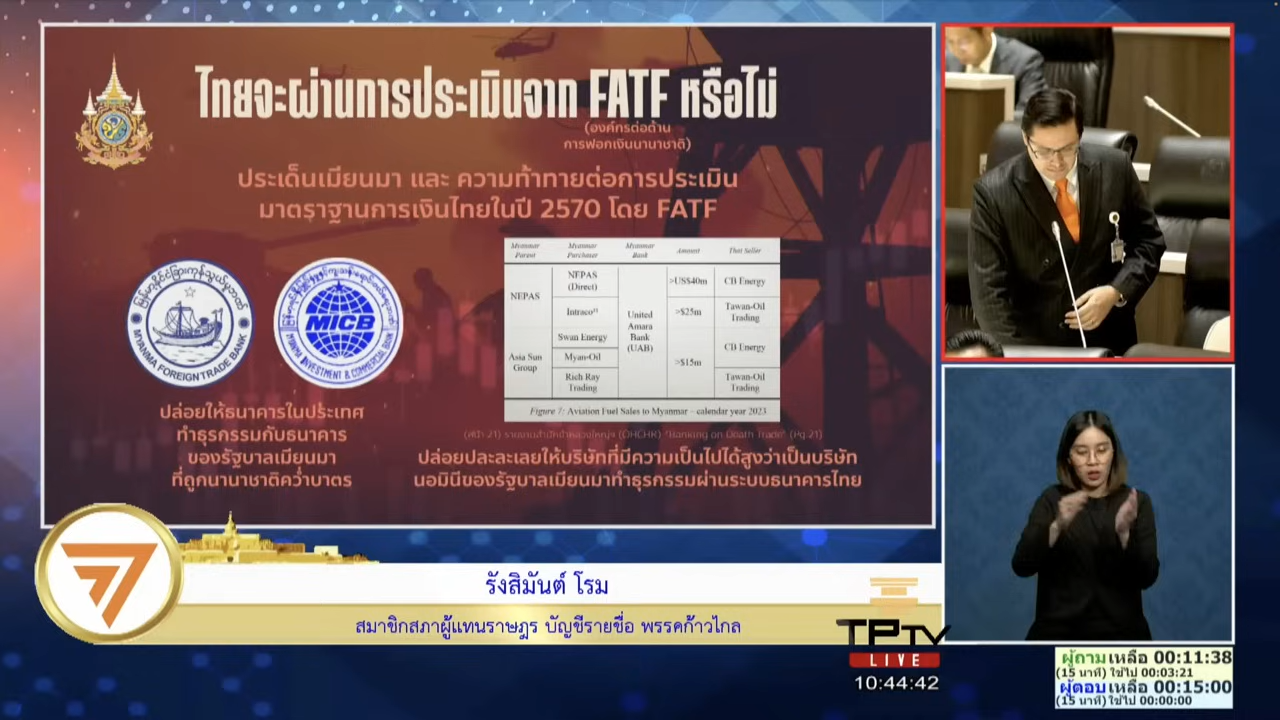 ไทยจะผ่านการประเมินจาก FATF หรือไม่
(องค์กรต่อต้าน
การฟอกเงินนานาชาติ)
ประเด็นเมียนมา และ ความท้าทายต่อการประเมิน
มาตราฐานการเงินไทยในปี 2570 โดย FATF
MYANMA FOREIGN TRADE BANK
MICB
MYANMA INVESTMENT & COMMERCIAL BANK
ปล่อยให้ธนาคารในประเทศ
ทำธุรกรรมกับธนาคาร
ของรัฐบาลเมียนมา
ที่ถูกนานาชาติคว่ำบาตร
Myanmar Parent Myanmar Purchaser Myanmar Bank Amount Thai Seller
NEPAS NEPAS (Direct) >US$40m CB Energy
Intraco >$25m Tawan-Oil Trading
United Amara Bank (UAB)
Asia Sun Group Swan Energy >$15m CB Energy
Myan-Oil
Rich Ray Trading Tawan-Oil Trading
Figure 7: Aviation Fuel Sales to Myanmar – calendar year 2023
(OHCHR) "Banking on Death Trade" (Pg.21)
ปล่อยปละละเลยให้บริษัทที่มีความเป็นไปได้สูงว่าเป็นบริษัท
นอมินีของรัฐบาลเมียนมาทำธุรกรรมผ่านระบบธนาคารไทย
รังสิมันต์ โรม
สมาชิกสภาผู้แทนราษฎร บัญชีรายชื่อ พรรคก้าวไกล
TPTV
LIVE
10:44:42
ผู้ถามเหลือ 00:11:38
(15 นาที) ใช้ไป 00:03:21
ผู้ตอบเหลือ 00:15:00
(15 นาที) ใช้ไป 00:00:00